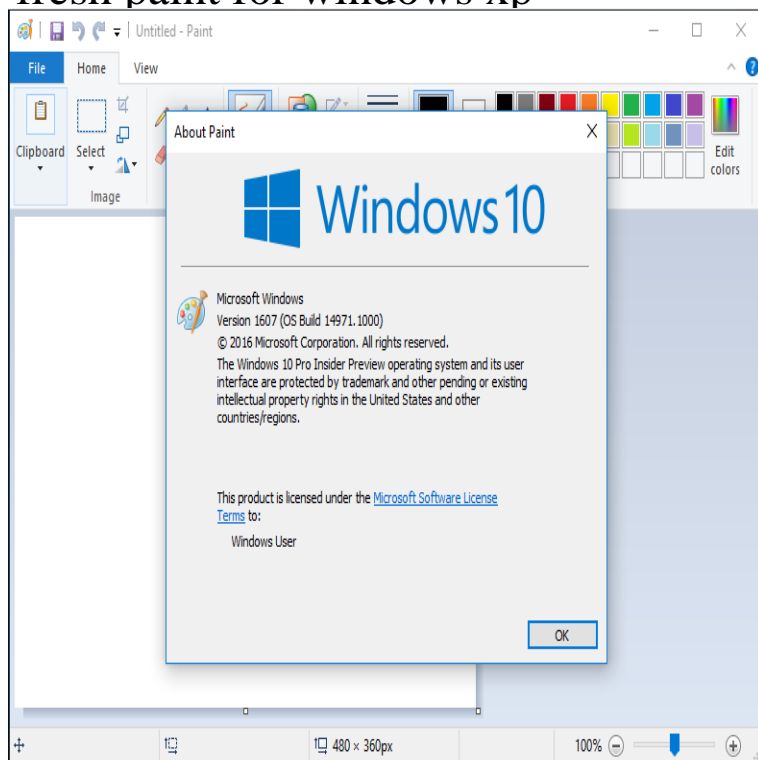 fresh paint for windows xp
Untitled - Paint
File Home View
Clipboard
Select
Image
Edit
colors
About Paint
Windows 10
Microsoft Windows
Version 1607 (OS Build 14971.1000)
© 2016 Microsoft Corporation. All rights reserved.
The Windows 10 Pro Insider Preview operating system and its user
interface are protected by trademark and other pending or existing
intellectual property rights in the United States and other
countries/regions.
This product is licensed under the Microsoft Software License
Terms to:
Windows User
OK
480 × 360px
100%